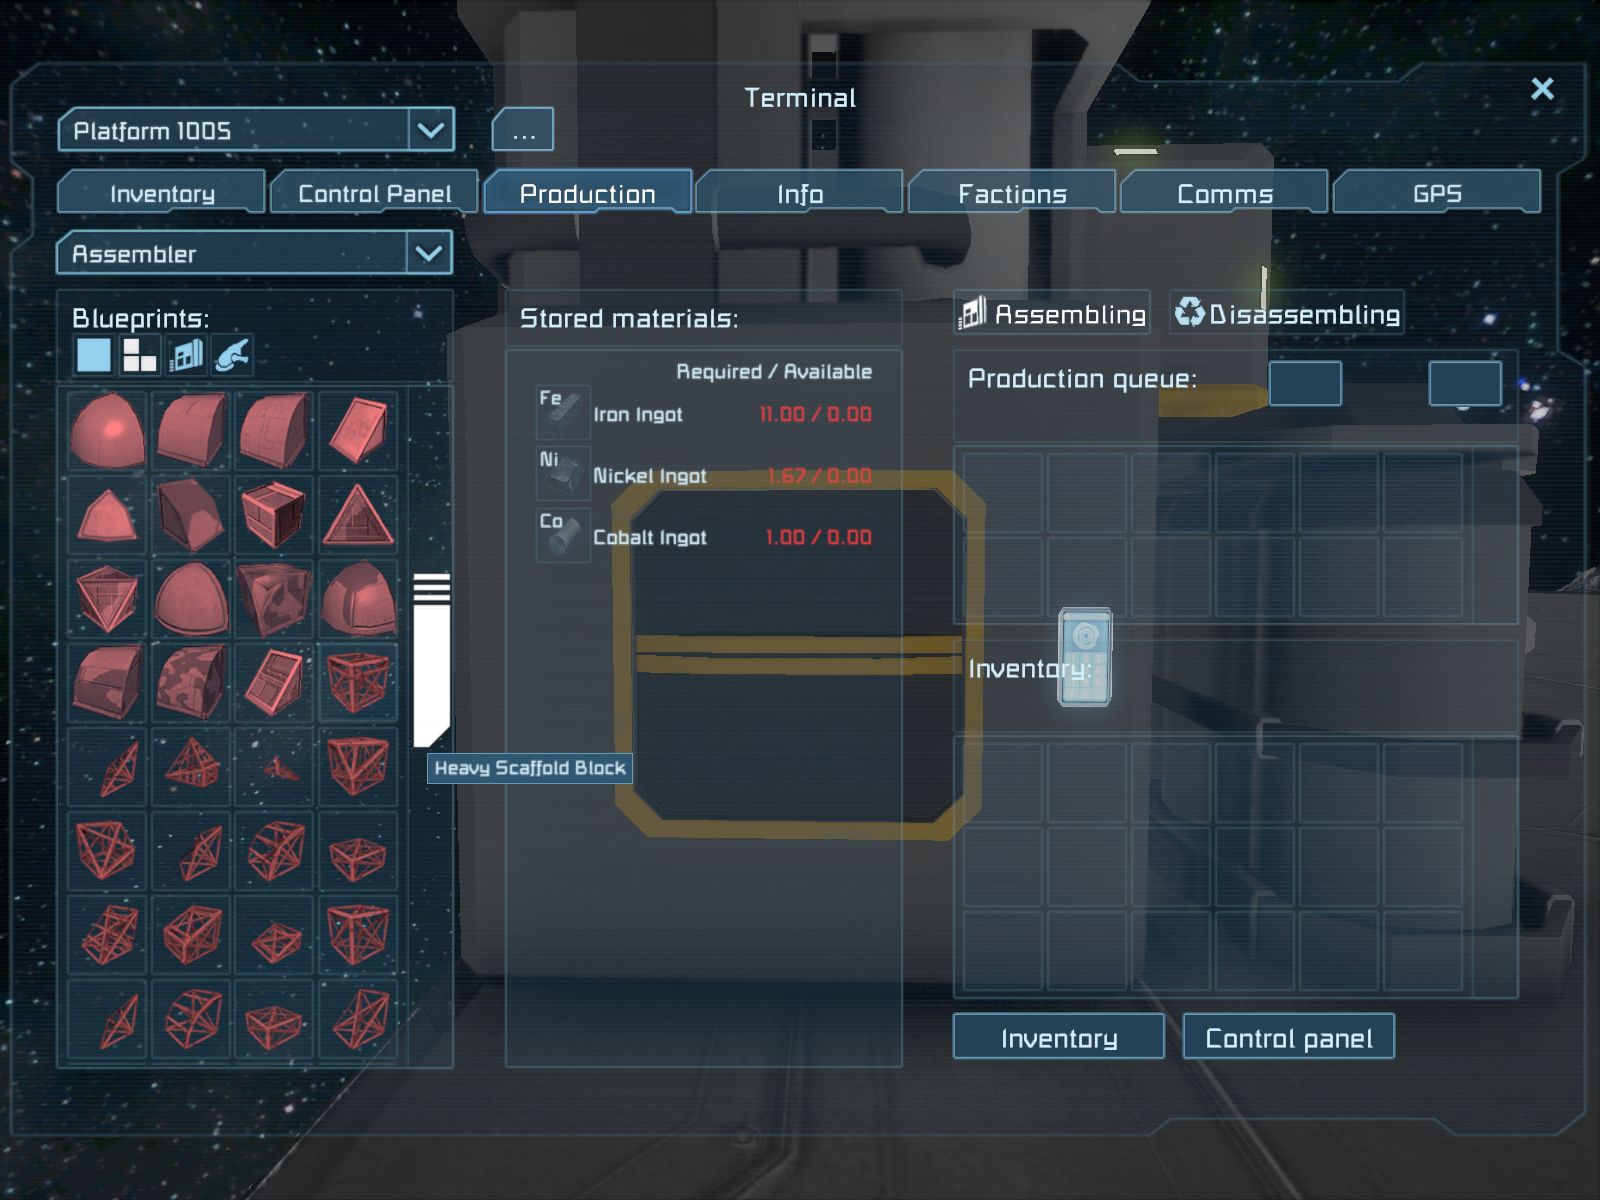 Terminal
Platform 1005
...
Inventory
Control Panel
Production
Info
Factions
Comms
GPS
Assembler
Blueprints:
Stored materials:
Required / Available
Fe
Iron Ingot
11.00 / 0.00
Ni
Nickel Ingot
1.67 / 0.00
Co
Cobalt Ingot
1.00 / 0.00
Assembling
Disassembling
Production queue:
Inventory:
Heavy Scaffold Block
Inventory
Control panel